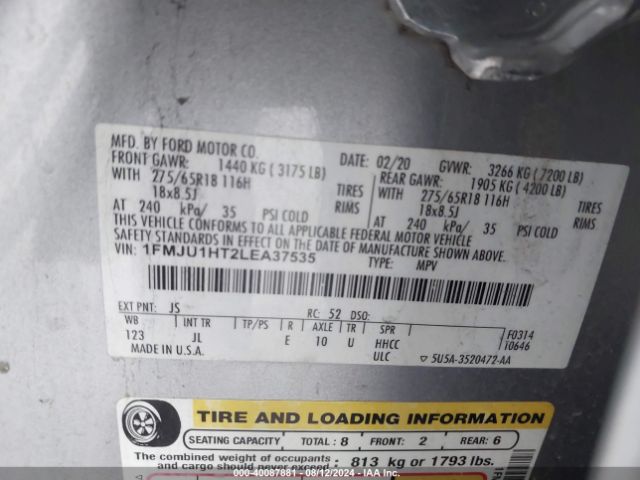 MFD. BY FORD MOTOR CO.
DATE: 02/20 GVWR: 3266 KG ( 7200 LB)
FRONT GAWR: 1440 KG ( 3175 LB) REAR GAWR: 1905 KG ( 4200 LB)
WITH 275/65R18 116H TIRES WITH 275/65R18 116H TIRES
18x8.5J RIMS 18x8.5J RIMS
AT 240 kPa/ 35 PSI COLD AT 240 kPa/ 35 PSI COLD
THIS VEHICLE CONFORMS TO ALL APPLICABLE FEDERAL MOTOR VEHICLE
SAFETY STANDARDS IN EFFECT ON THE DATE OF MANUFACTURE SHOWN ABOVE.
VIN: 1FMJU1HT2LEA37535
TYPE: MPV
EXT PNT: JS RC: 52 DSO:
WB INT TR TP/PS R AXLE TR SPR F0314
123 JL E 10 U HHCC 10646
MADE IN U.S.A. ULC ▽ 5U5A-3520472-AA
TIRE AND LOADING INFORMATION
SEATING CAPACITY TOTAL: 8 FRONT: 2 REAR: 6
The combined weight of occupants
and cargo should never exceed 813 kg or 1793 lbs.
1000-40087881 - 08/12/2024 - IAA Inc.